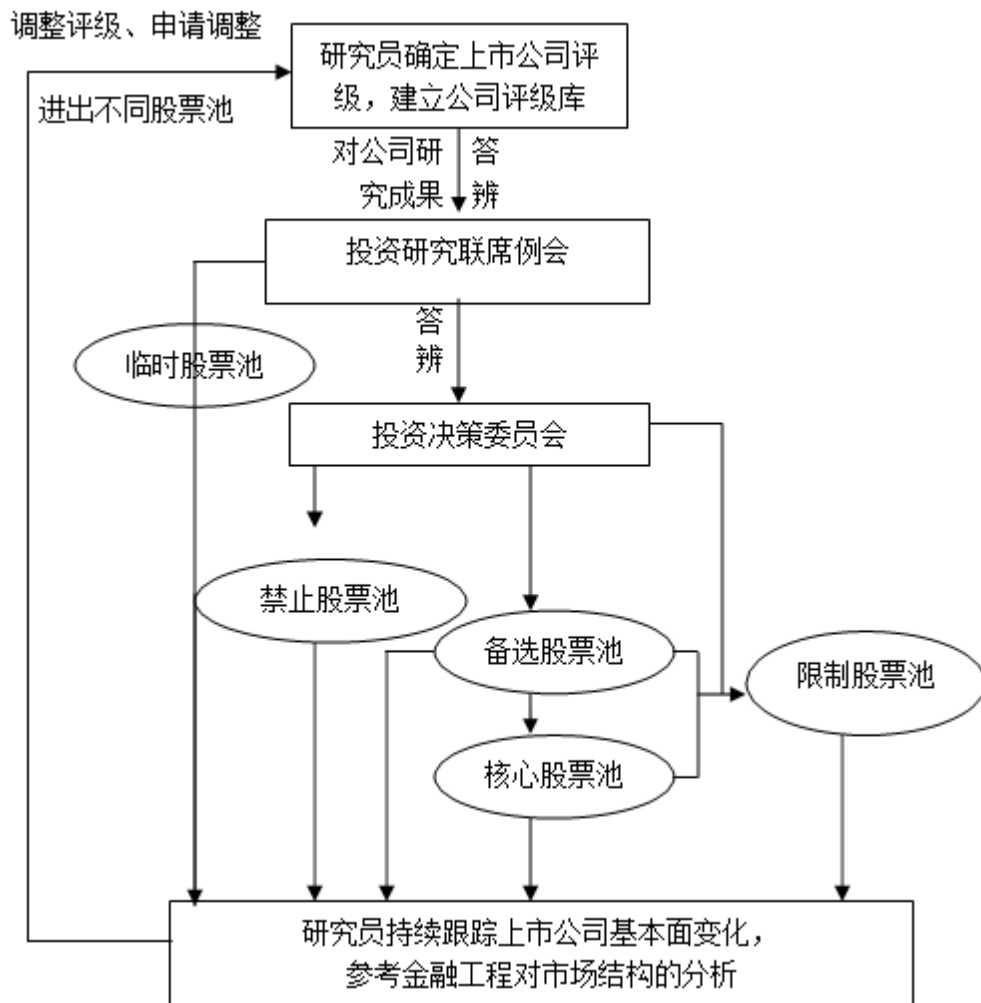 调整评级、申请调整
进出不同股票池
研究员确定上市公司评
级，建立公司评级库
对公司研
究成果
答
辨
投资研究联席例会
答
辨
临时股票池
投资决策委员会
禁止股票池
备选股票池
限制股票池
核心股票池
研究员持续跟踪上市公司基本面变化，
参考金融工程对市场结构的分析